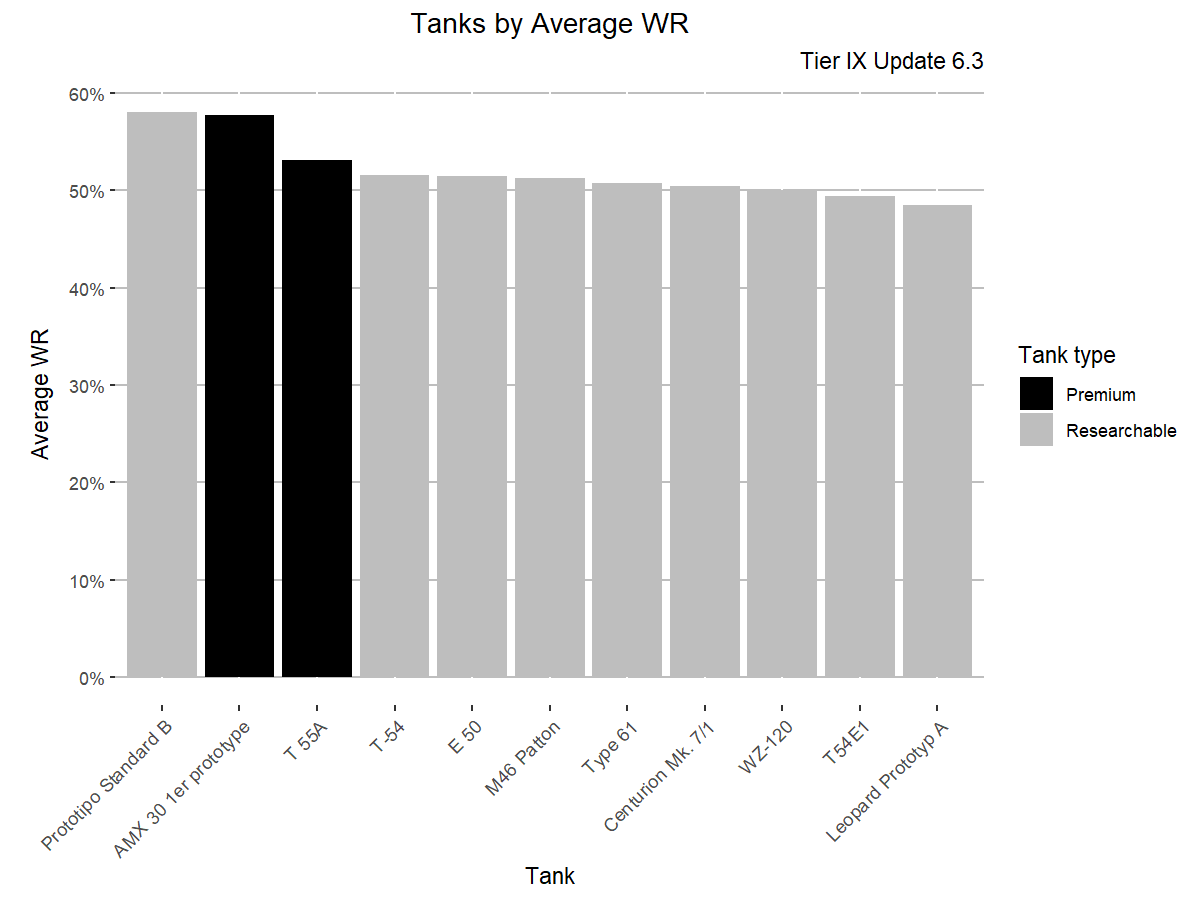 Tanks by Average WR
Tier IX Update 6.3
60%
50%
40%
30%
20%
10%
0%
Average WR
Prototipo Standard B
AMX 30 1er prototype
T 55A
T-54
E 50
M46 Patton
Type 61
Centurion Mk. 7/1
WZ-120
T54E1
Leopard Prototyp A
Tank
Tank type
Premium
Researchable